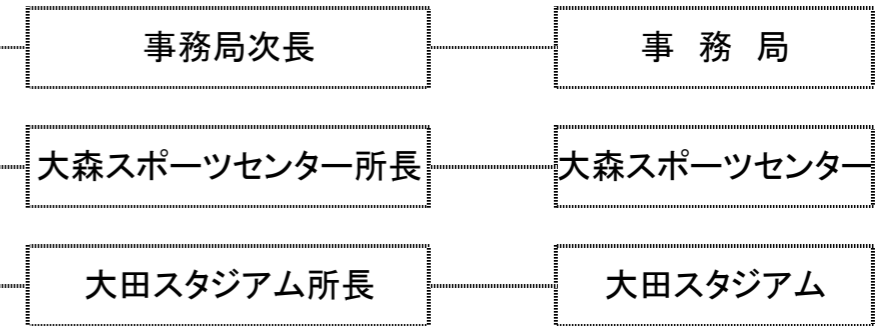 事務局次長
事 務 局
大森スポーツセンター所長
大森スポーツセンター
大田スタジアム所長
大田スタジアム